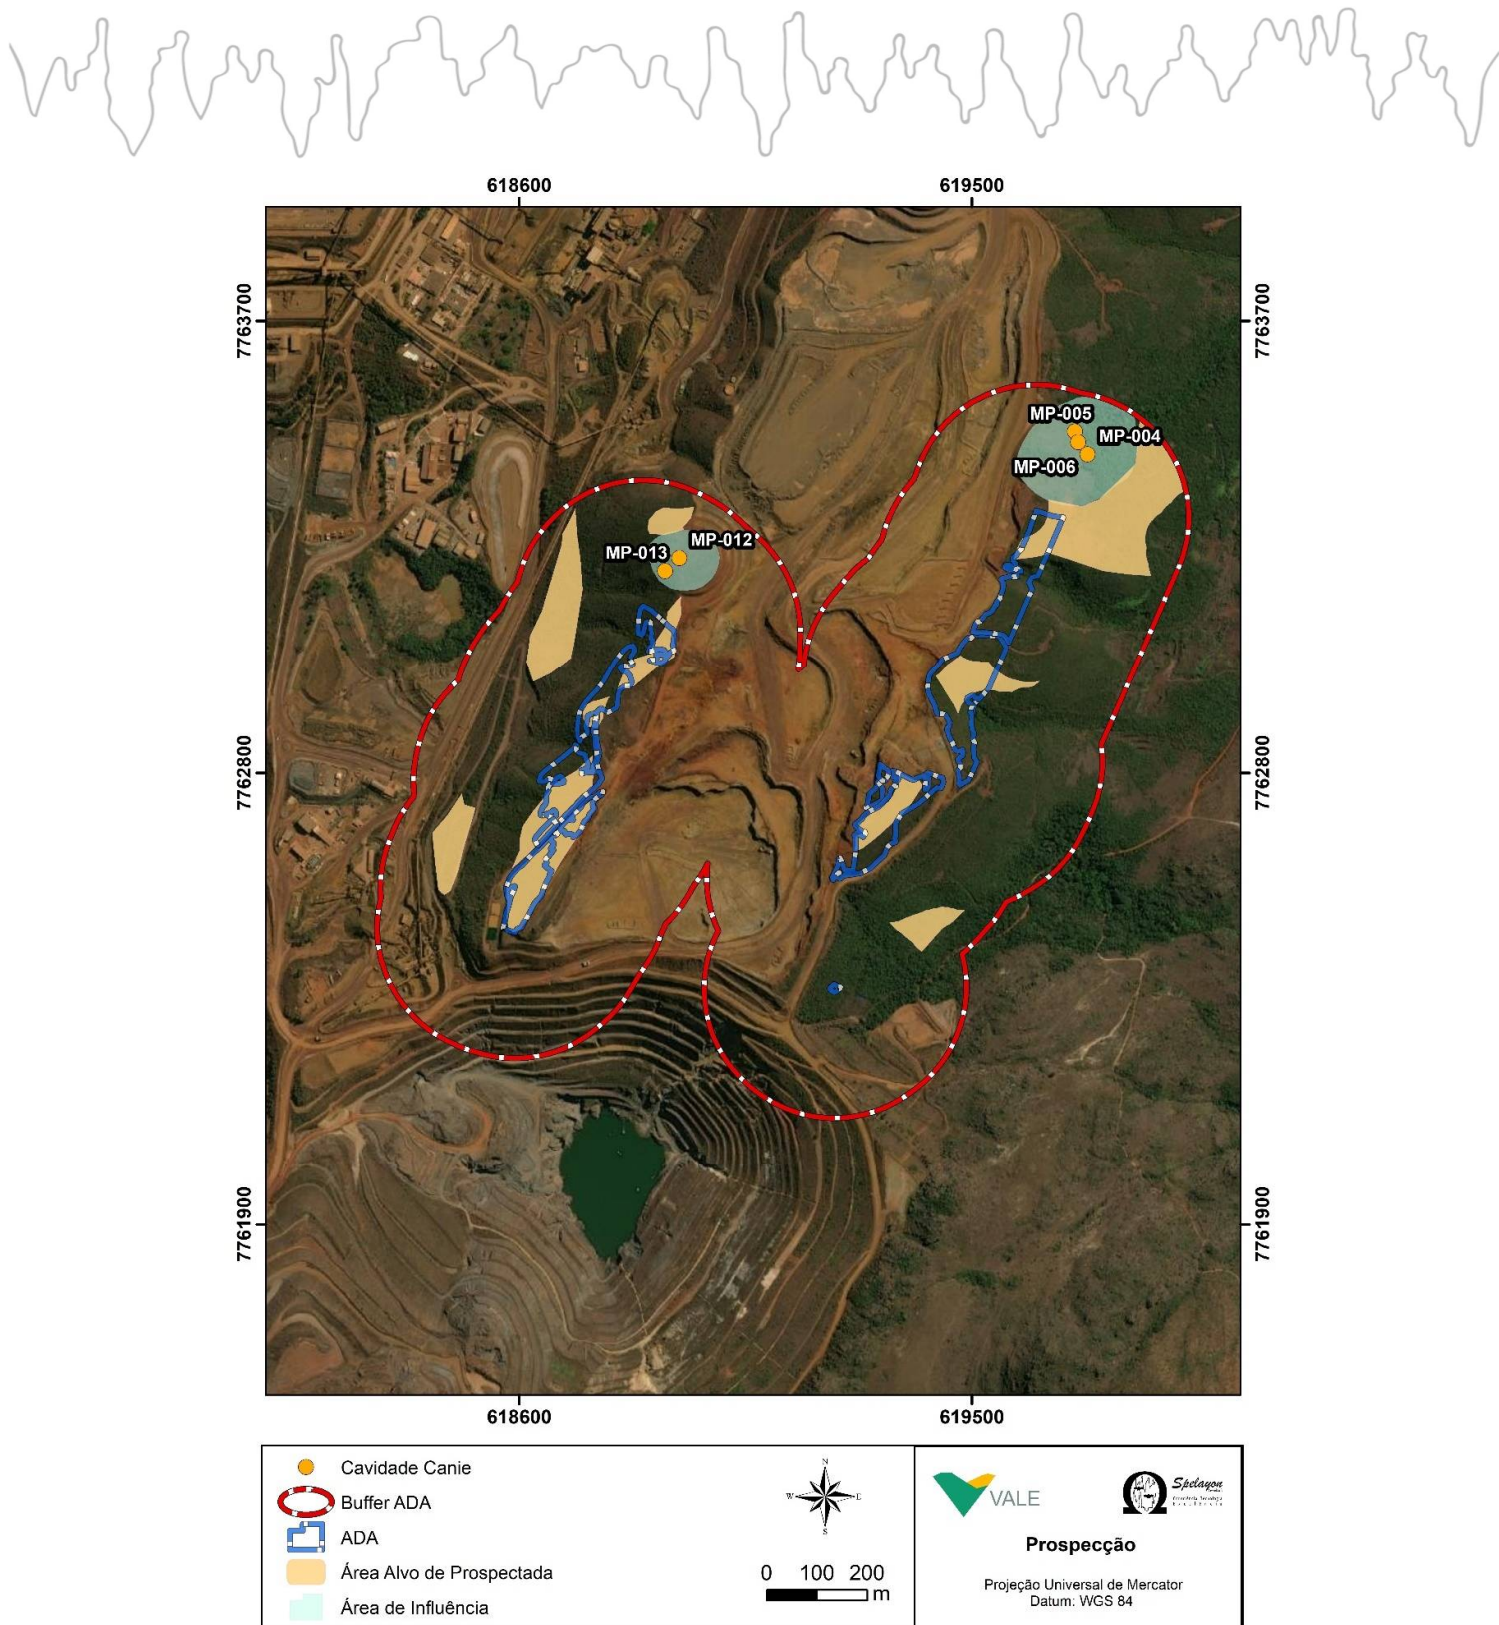 618600 619500
7763700 7763700
MP-005
MP-004
MP-006
MP-012
MP-013
7762800 7762800
7761900 7761900
618600 619500
Cavidade Canie
Buffer ADA
ADA
Área Alvo de Prospectada
Área de Influência
N
W E
S
0 100 200
m
VALE
Spelayon
Prospecção
Projeção Universal de Mercator
Datum: WGS 84